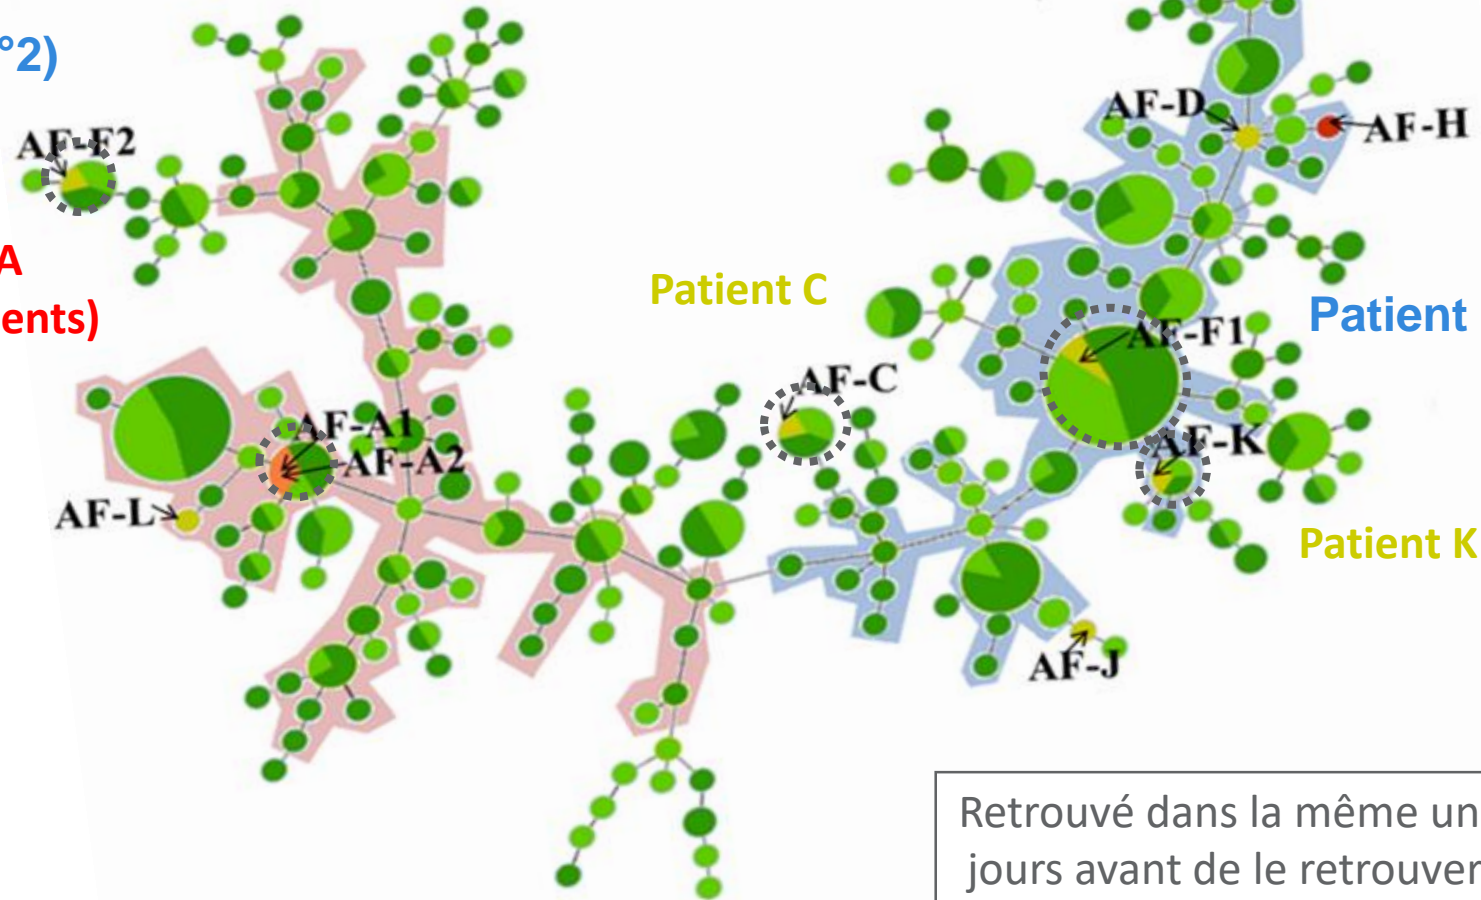 °2)
AF-F2
A
ents)
AF-A1
AF-A2
AF-L
Patient C
AF-C
AF-D
AF-H
AF-F1
Patient
AF-K
Patient K
AF-J
Retrouvé dans la même un
jours avant de le retrouver